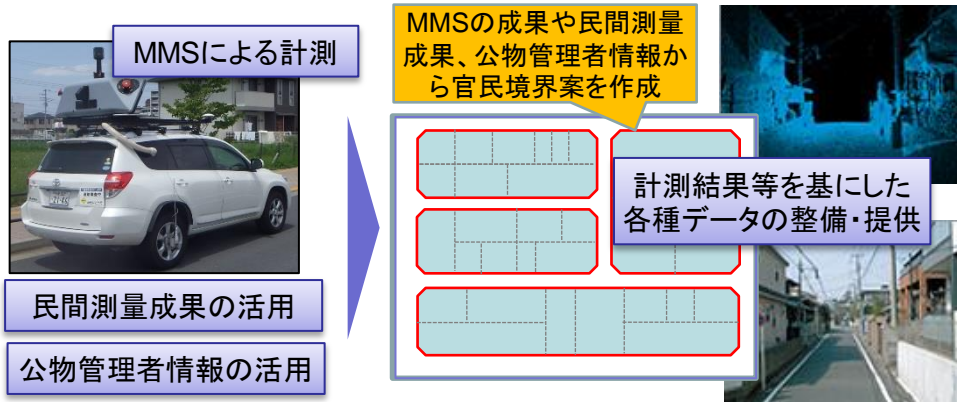 MMSによる計測
民間測量成果の活用
公物管理者情報の活用
MMSの成果や民間測量
成果、公物管理者情報か
ら官民境界案を作成
計測結果等を基にした
各種データの整備・提供